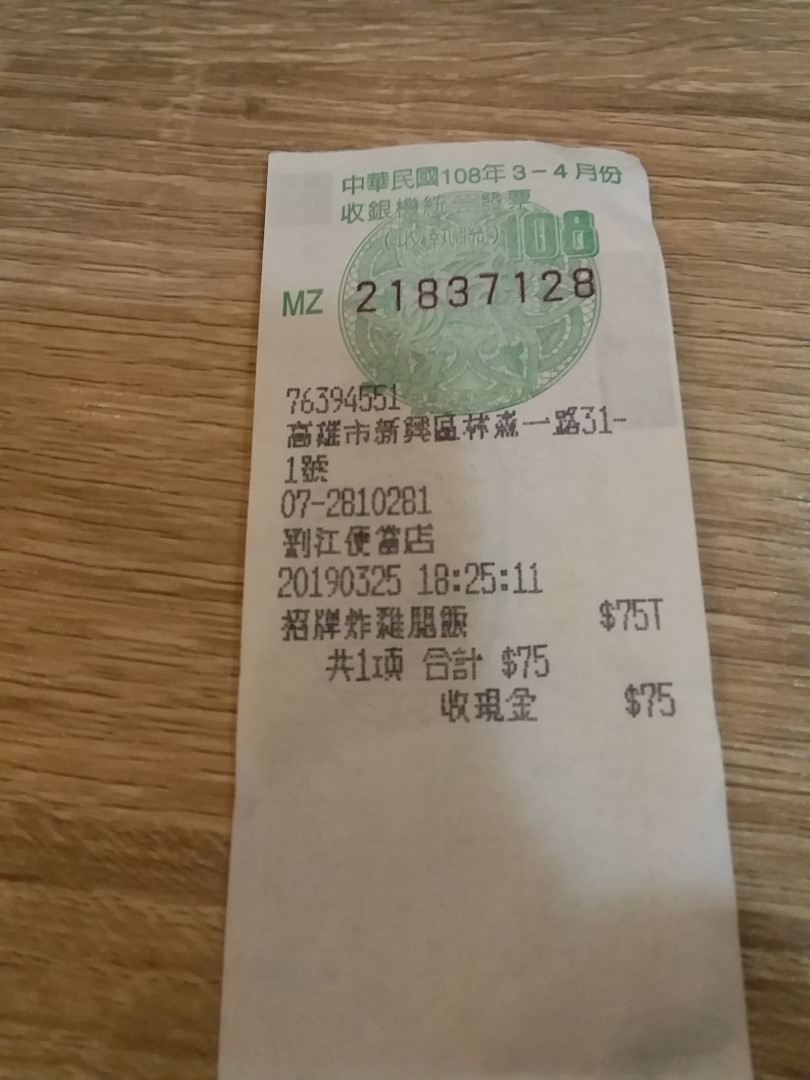 中華民國108年3-4月份
收銀機統一發票
(收執聯) 108
MZ 21837128
76394551
高雄市新興區林森一路31-
1號
07-2810281
劉江便當店
20190325 18:25:11
招牌炸雞腿飯 $75T
共1項 合計 $75
收現金 $75